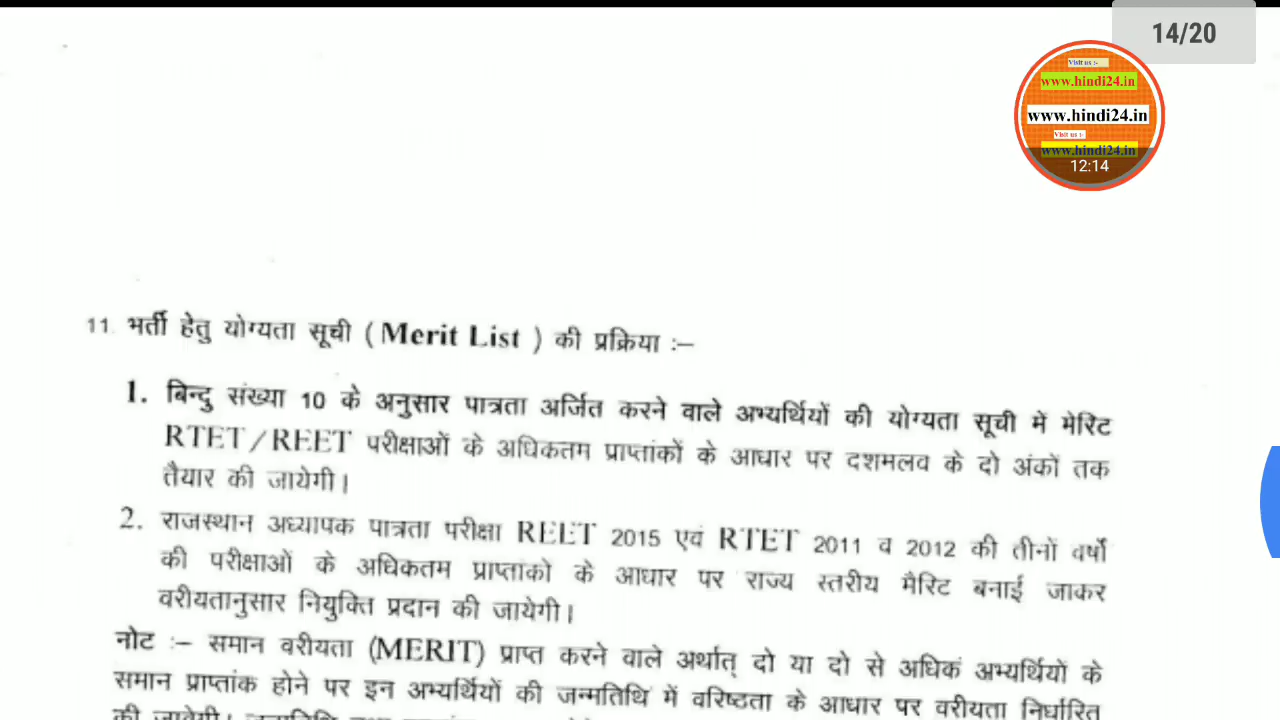 14/20
Visit us :-
www.hindi24.in
www.hindi24.in
Visit us :-
www.hindi24.in
12:14
11. भर्ती हेतु योग्यता सूची ( Merit List ) की प्रक्रिया :–
1. बिन्दु संख्या 10 के अनुसार पात्रता अर्जित करने वाले अभ्यर्थियों की योग्यता सूची में मेरिट
RTET/REET परीक्षाओं के अधिकतम प्राप्तांकों के आधार पर दशमलव के दो अंकों तक
तैयार की जायेगी।
2. राजस्थान अध्यापक पात्रता परीक्षा REET 2015 एवं RTET 2011 व 2012 की तीनों वर्षों
की परीक्षाओं के अधिकतम प्राप्तांको के आधार पर राज्य स्तरीय मैरिट बनाई जाकर
वरीयतानुसार नियुक्ति प्रदान की जायेगी।
नोट :– समान वरीयता (MERIT) प्राप्त करने वाले अर्थात् दो या दो से अधिक अभ्यर्थियों के
समान प्राप्तांक होने पर इन अभ्यर्थियों की जन्मतिथि में वरिष्टता के आधार पर वरीयता निर्धारित
की जावेगी।